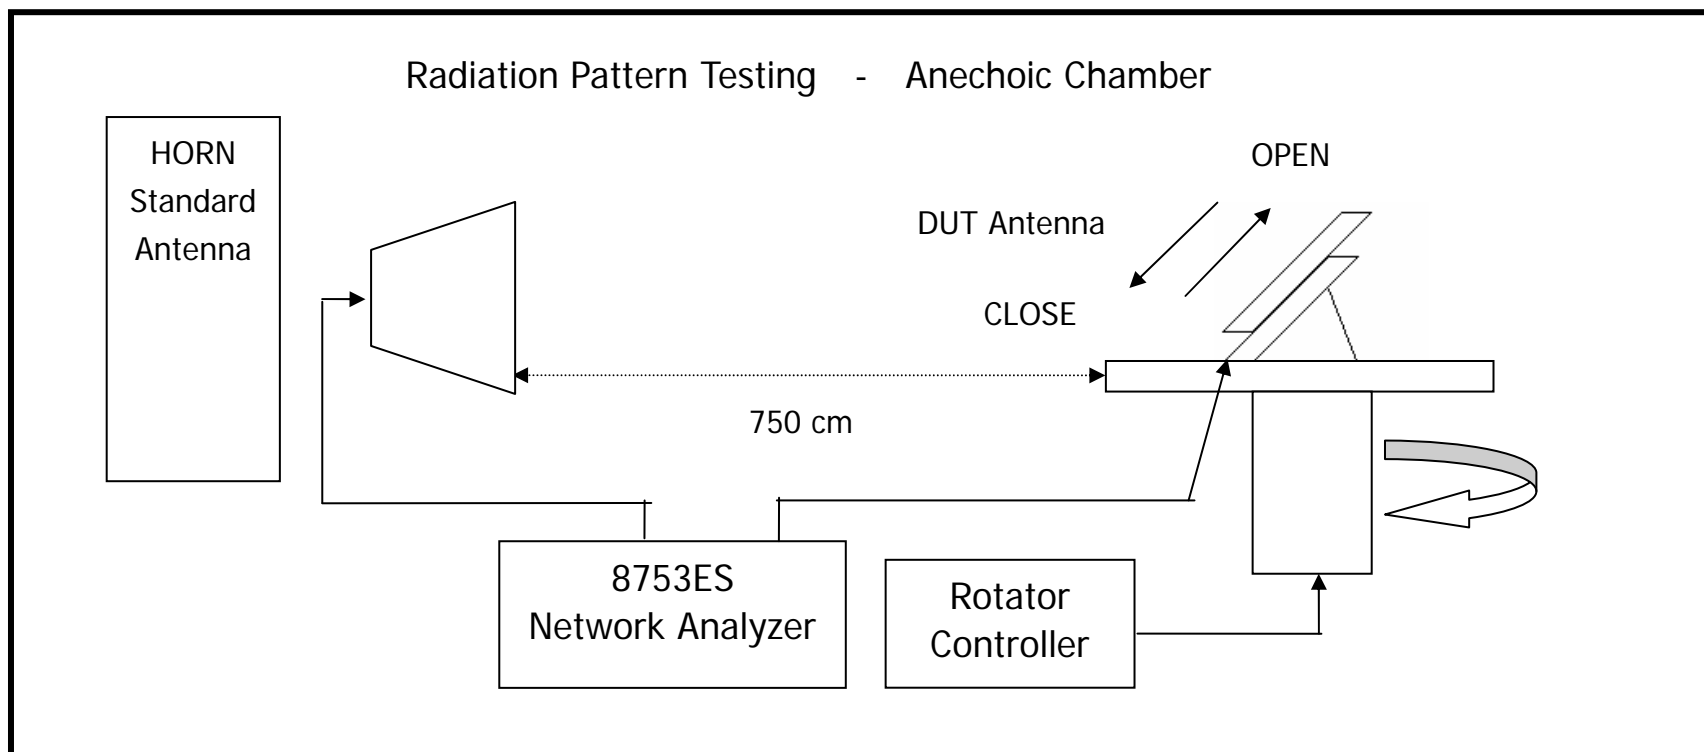 Radiation Pattern Testing - Anechoic Chamber
HORN
Standard
Antenna
OPEN
DUT Antenna
CLOSE
750 cm
8753ES
Network Analyzer
Rotator
Controller